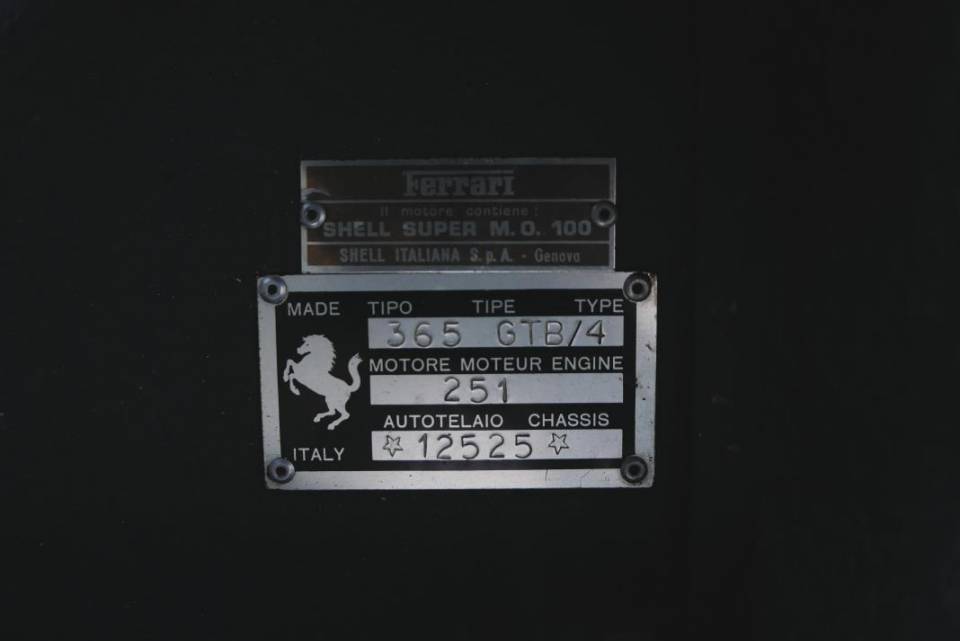 Ferrari
il motore contiene:
SHELL SUPER M.O. 100
SHELL ITALIANA S.p.A. - Genova
MADE TIPO TIPE TYPE
365 GTB/4
MOTORE MOTEUR ENGINE
251
AUTOTELAIO CHASSIS
☆ 12525 ☆
ITALY